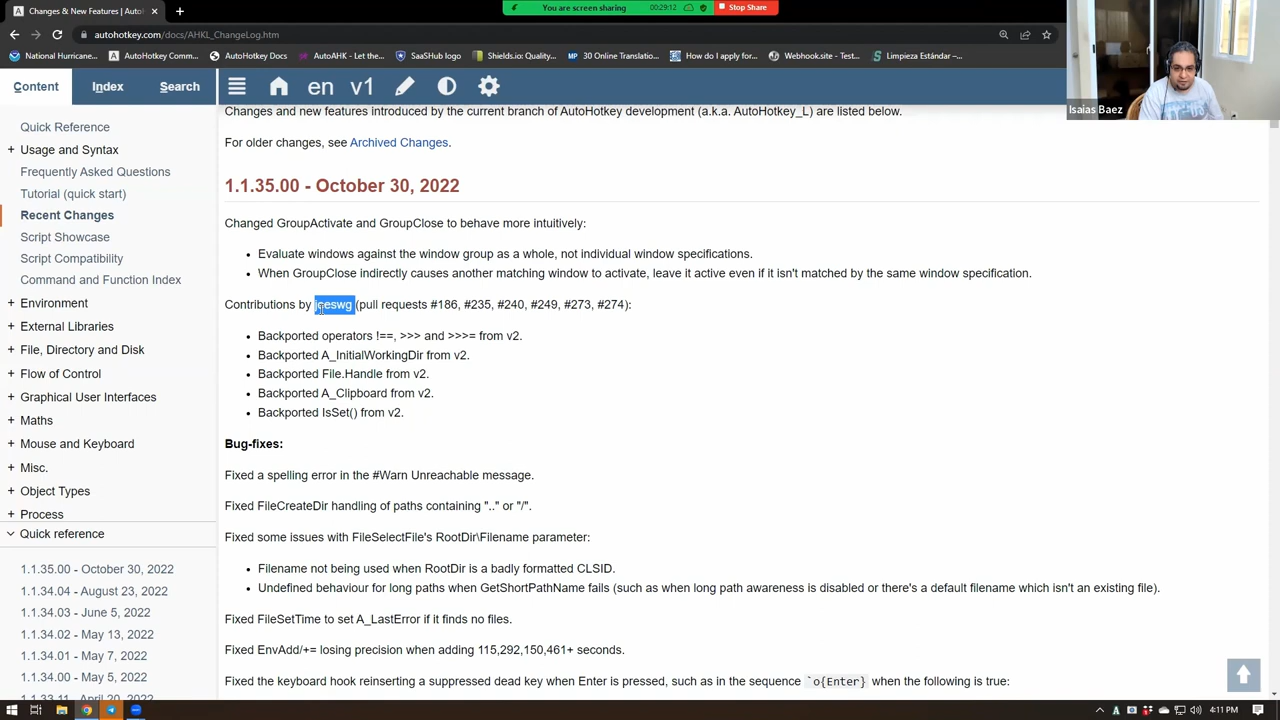 Changes & New Features | Auto
You are screen sharing
00:29:12
Stop Share
autohotkey.com/docs/AHKL_ChangeLog.htm
National Hurricane...
AutoHotkey Comm...
AutoAHK - Let the...
SaaSHub logo
Shields.io: Quality...
30 Online Translatio...
How do I apply for...
Webhook.site - Test...
Limpieza Estándar -...
Isaias Baez
Content
Index
Search
en
v1
Quick Reference
+ Usage and Syntax
Frequently Asked Questions
Tutorial (quick start)
Recent Changes
Script Showcase
Script Compatibility
Command and Function Index
+ Environment
+ External Libraries
+ File, Directory and Disk
+ Flow of Control
+ Graphical User Interfaces
+ Maths
+ Mouse and Keyboard
+ Misc.
+ Object Types
+ Process
Quick reference
1.1.35.00 - October 30, 2022
1.1.34.04 - August 23, 2022
1.1.34.03 - June 5, 2022
1.1.34.02 - May 13, 2022
1.1.34.01 - May 7, 2022
1.1.34.00 - May 5, 2022
1.1.33.11 - April 20, 2022
Changes and new features introduced by the current branch of AutoHotkey development (a.k.a. AutoHotkey_L) are listed below.
For older changes, see Archived Changes.
1.1.35.00 - October 30, 2022
Changed GroupActivate and GroupClose to behave more intuitively:
• Evaluate windows against the window group as a whole, not individual window specifications.
• When GroupClose indirectly causes another matching window to activate, leave it active even if it isn't matched by the same window specification.
Contributions by (pull requests #186, #235, #240, #249, #273, #274):
• Backported operators !==, >>> and >>>= from v2.
• Backported A_InitialWorkingDir from v2.
• Backported File.Handle from v2.
• Backported A_Clipboard from v2.
• Backported IsSet() from v2.
Bug-fixes:
Fixed a spelling error in the #Warn Unreachable message.
Fixed FileCreateDir handling of paths containing ".." or "/".
Fixed some issues with FileSelectFile's RootDir\Filename parameter:
• Filename not being used when RootDir is a badly formatted CLSID.
• Undefined behaviour for long paths when GetShortPathName fails (such as when long path awareness is disabled or there's a default filename which isn't an existing file).
Fixed FileSetTime to set A_LastError if it finds no files.
Fixed EnvAdd/+= losing precision when adding 115,292,150,461+ seconds.
Fixed the keyboard hook reinserting a suppressed dead key when Enter is pressed, such as in the sequence `o{Enter} when the following is true:
4:11 PM